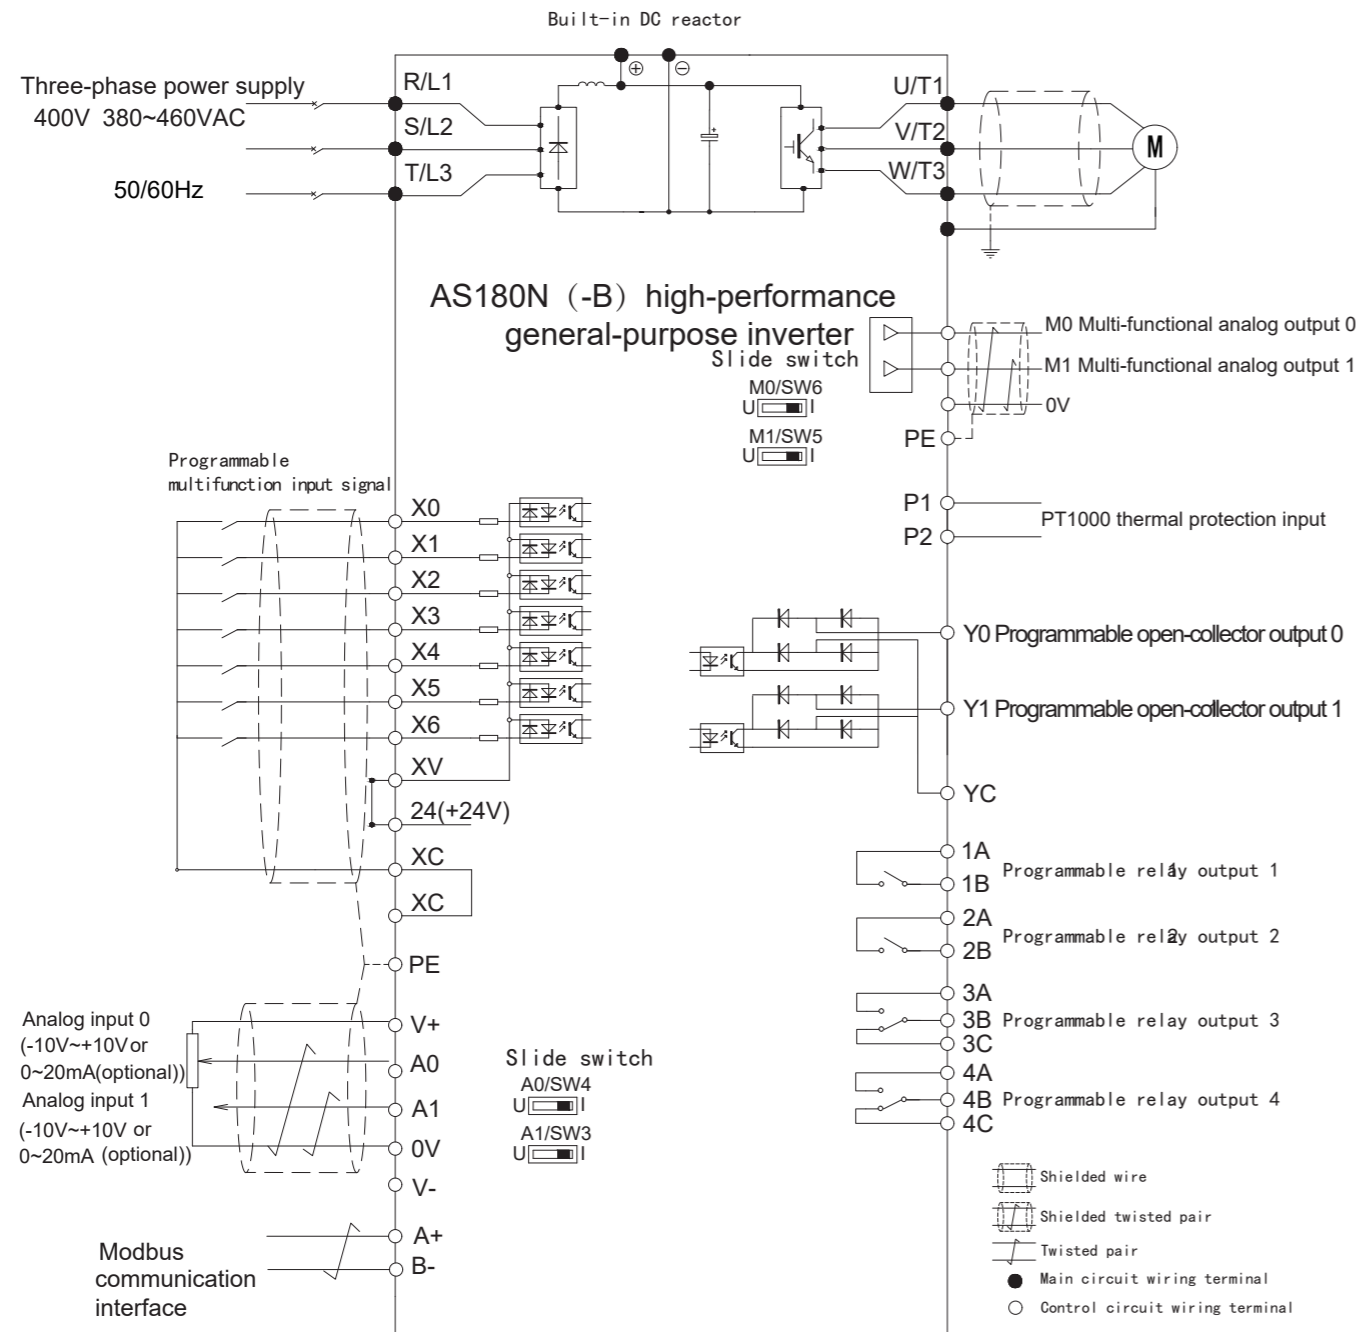 Built-in DC reactor
Three-phase power supply
400V 380~460VAC
50/60Hz
R/L1
S/L2
T/L3
⊕
⊖
U/T1
V/T2
W/T3
M
AS180N（-B）high-performance
general-purpose inverter
Slide switch
M0/SW6
U I
M1/SW5
U I
M0 Multi-functional analog output 0
M1 Multi-functional analog output 1
0V
PE
P1
P2
PT1000 thermal protection input
Programmable
multifunction input signal
X0
X1
X2
X3
X4
X5
X6
XV
24(+24V)
XC
XC
PE
Y0 Programmable open-collector output 0
Y1 Programmable open-collector output 1
YC
1A
1B
Programmable relay output 1
1
2A
2B
Programmable relay output 2
2
3A
3B
3C
Programmable relay output 3
4A
4B
4C
Programmable relay output 4
Analog input 0
(-10V~+10V or
0~20mA(optional))
Analog input 1
(-10V~+10V or
0~20mA (optional))
V+
A0
A1
0V
V-
A+
B-
Slide switch
A0/SW4
U I
A1/SW3
U I
Modbus
communication
interface
Shielded wire
Shielded twisted pair
Twisted pair
Main circuit wiring terminal
Control circuit wiring terminal